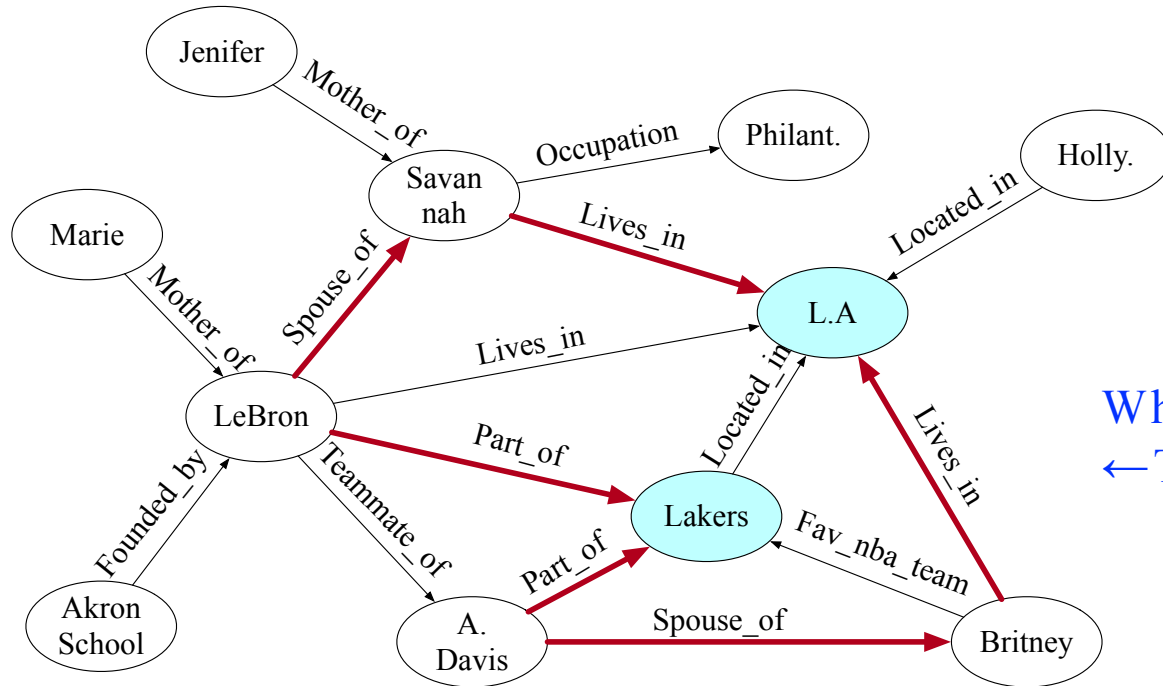 Jenifer
Mother_of
Savan
nah
Occupation
Philant.
Holly.
Located_in
Marie
Mother_of
Spouse_of
Lives_in
L.A
Lives_in
LeBron
Located_in
Part_of
Lives_in
Founded_by
Teammate_of
Lakers
Fav_nba_team
Part_of
Akron
School
A.
Davis
Spouse_of
Britney